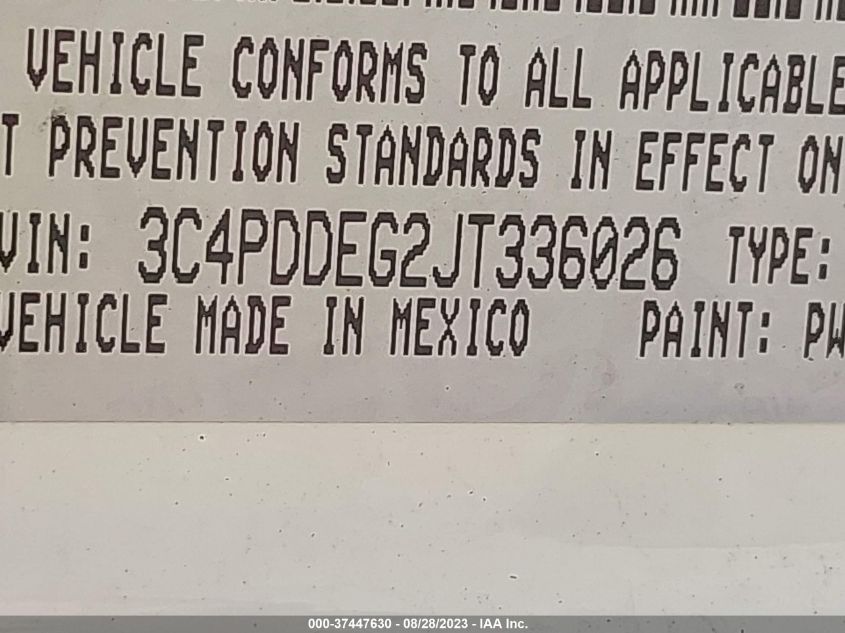 VEHICLE CONFORMS TO ALL APPLICABLE
T PREVENTION STANDARDS IN EFFECT ON
VIN: 3C4PDDEG2JT336026 TYPE:
VEHICLE MADE IN MEXICO PAINT: PW
000-37447630 - 08/28/2023 - IAA Inc.